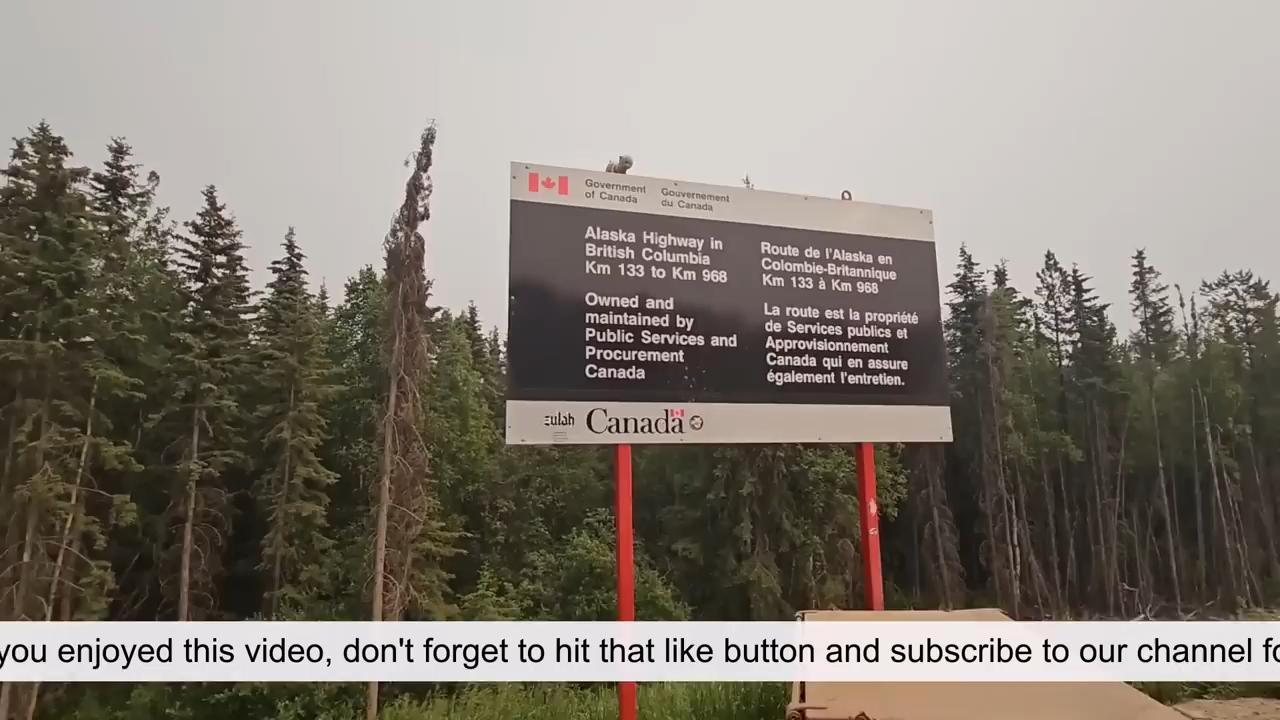 Government
of Canada
Gouvernement
du Canada
Alaska Highway in
British Columbia
Km 133 to Km 968
Owned and
maintained by
Public Services and
Procurement
Canada
Route de l'Alaska en
Colombie-Britannique
Km 133 à Km 968
La route est la propriété
de Services publics et
Approvisionnement
Canada qui en assure
également l'entretien.
Canada
you enjoyed this video, don't forget to hit that like button and subscribe to our channel